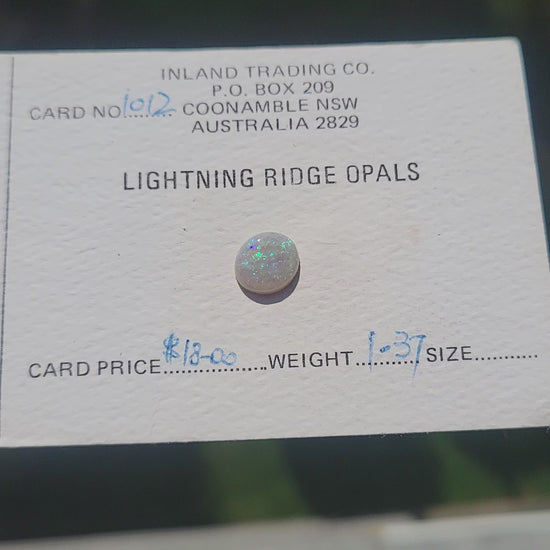 INLAND TRADING CO.
P.O. BOX 209
CARD NO.1012 COONAMBLE NSW
AUSTRALIA 2829
LIGHTNING RIDGE OPALS
CARD PRICE $18-00 WEIGHT 1-37 SIZE